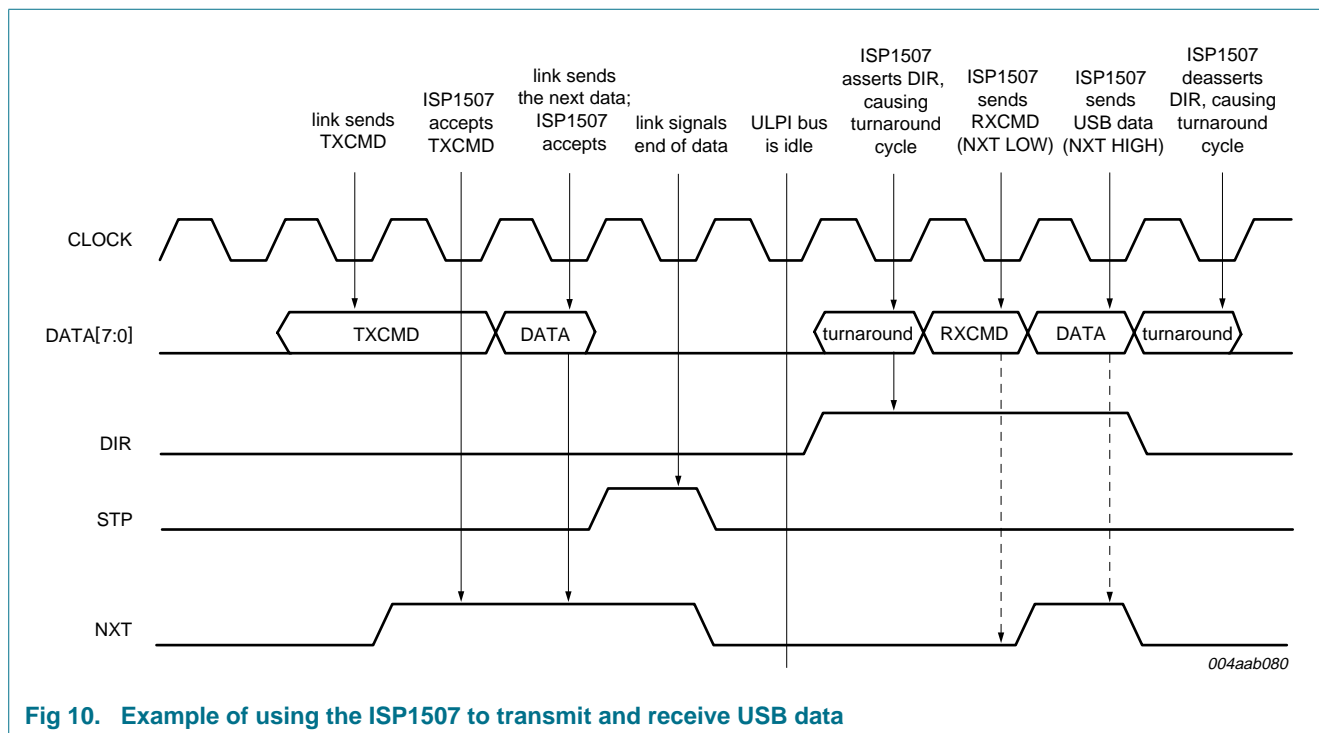 link sends
TXCMD
ISP1507
accepts
TXCMD
link sends
the next data;
ISP1507
accepts
link signals
end of data
ULPI bus
is idle
ISP1507
asserts DIR,
causing
turnaround
cycle
ISP1507
sends
RXCMD
(NXT LOW)
ISP1507
sends
USB data
(NXT HIGH)
ISP1507
deasserts
DIR, causing
turnaround
cycle
CLOCK
DATA[7:0]
TXCMD
DATA
turnaround
RXCMD
DATA
turnaround
DIR
STP
NXT
004aab080
Fig 10. Example of using the ISP1507 to transmit and receive USB data